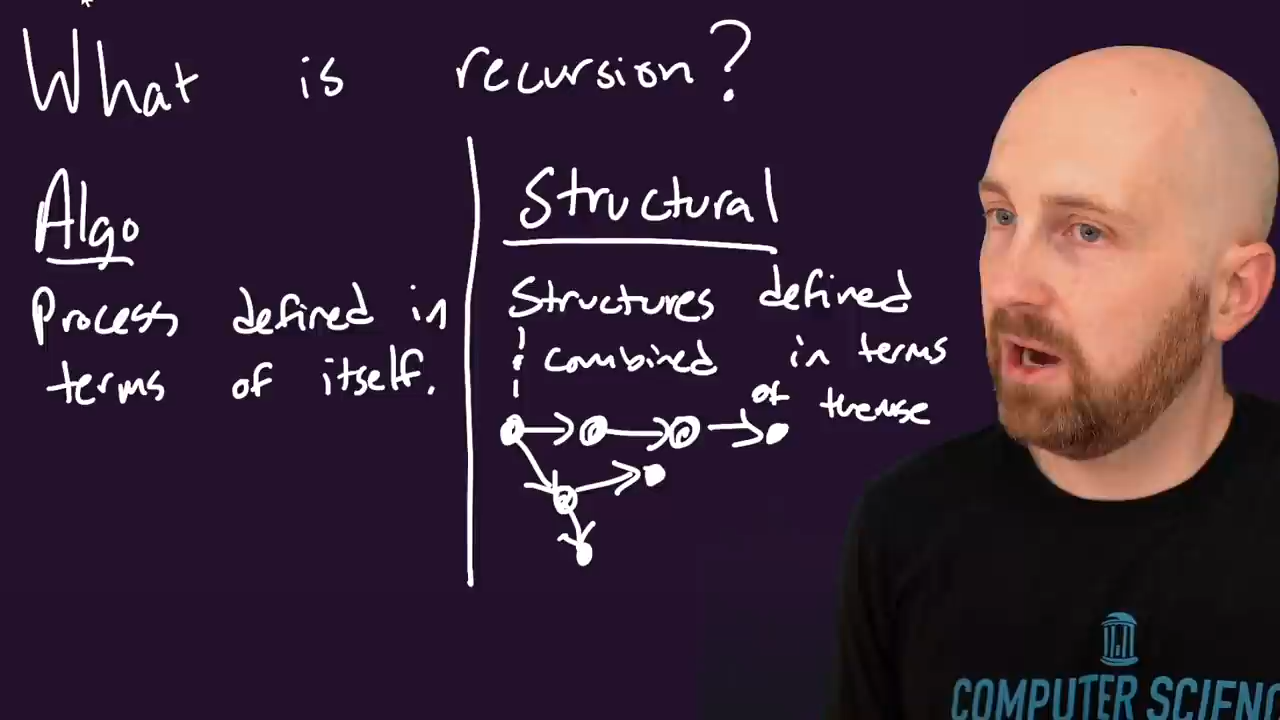 What is recursion?
Algo
Process defined in
terms of itself.
Structural
Structures defined
combined in terms
of themse
COMPUTER SCIENC